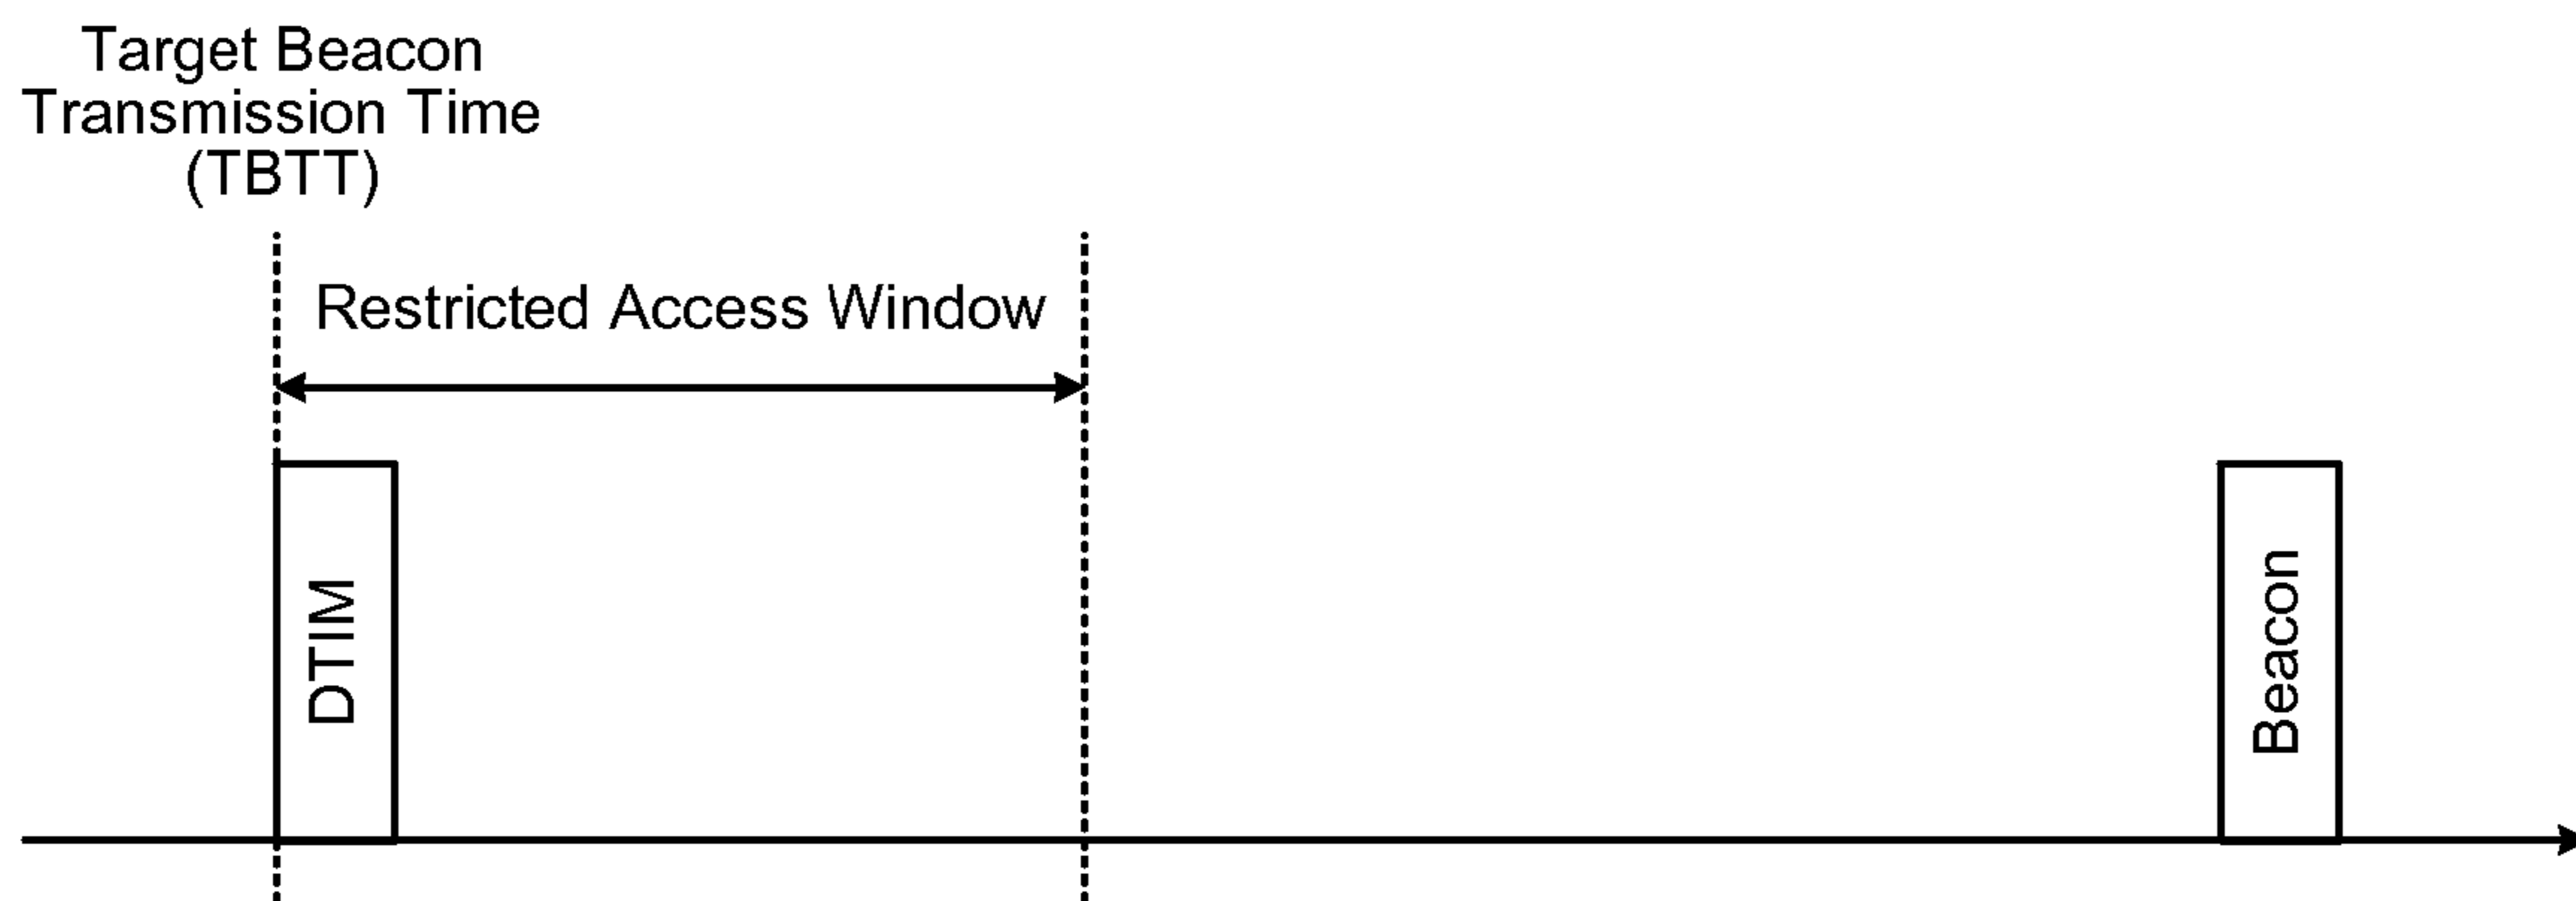 Target Beacon
Transmission Time
(TBTT)
Restricted Access Window
DTIM
Beacon